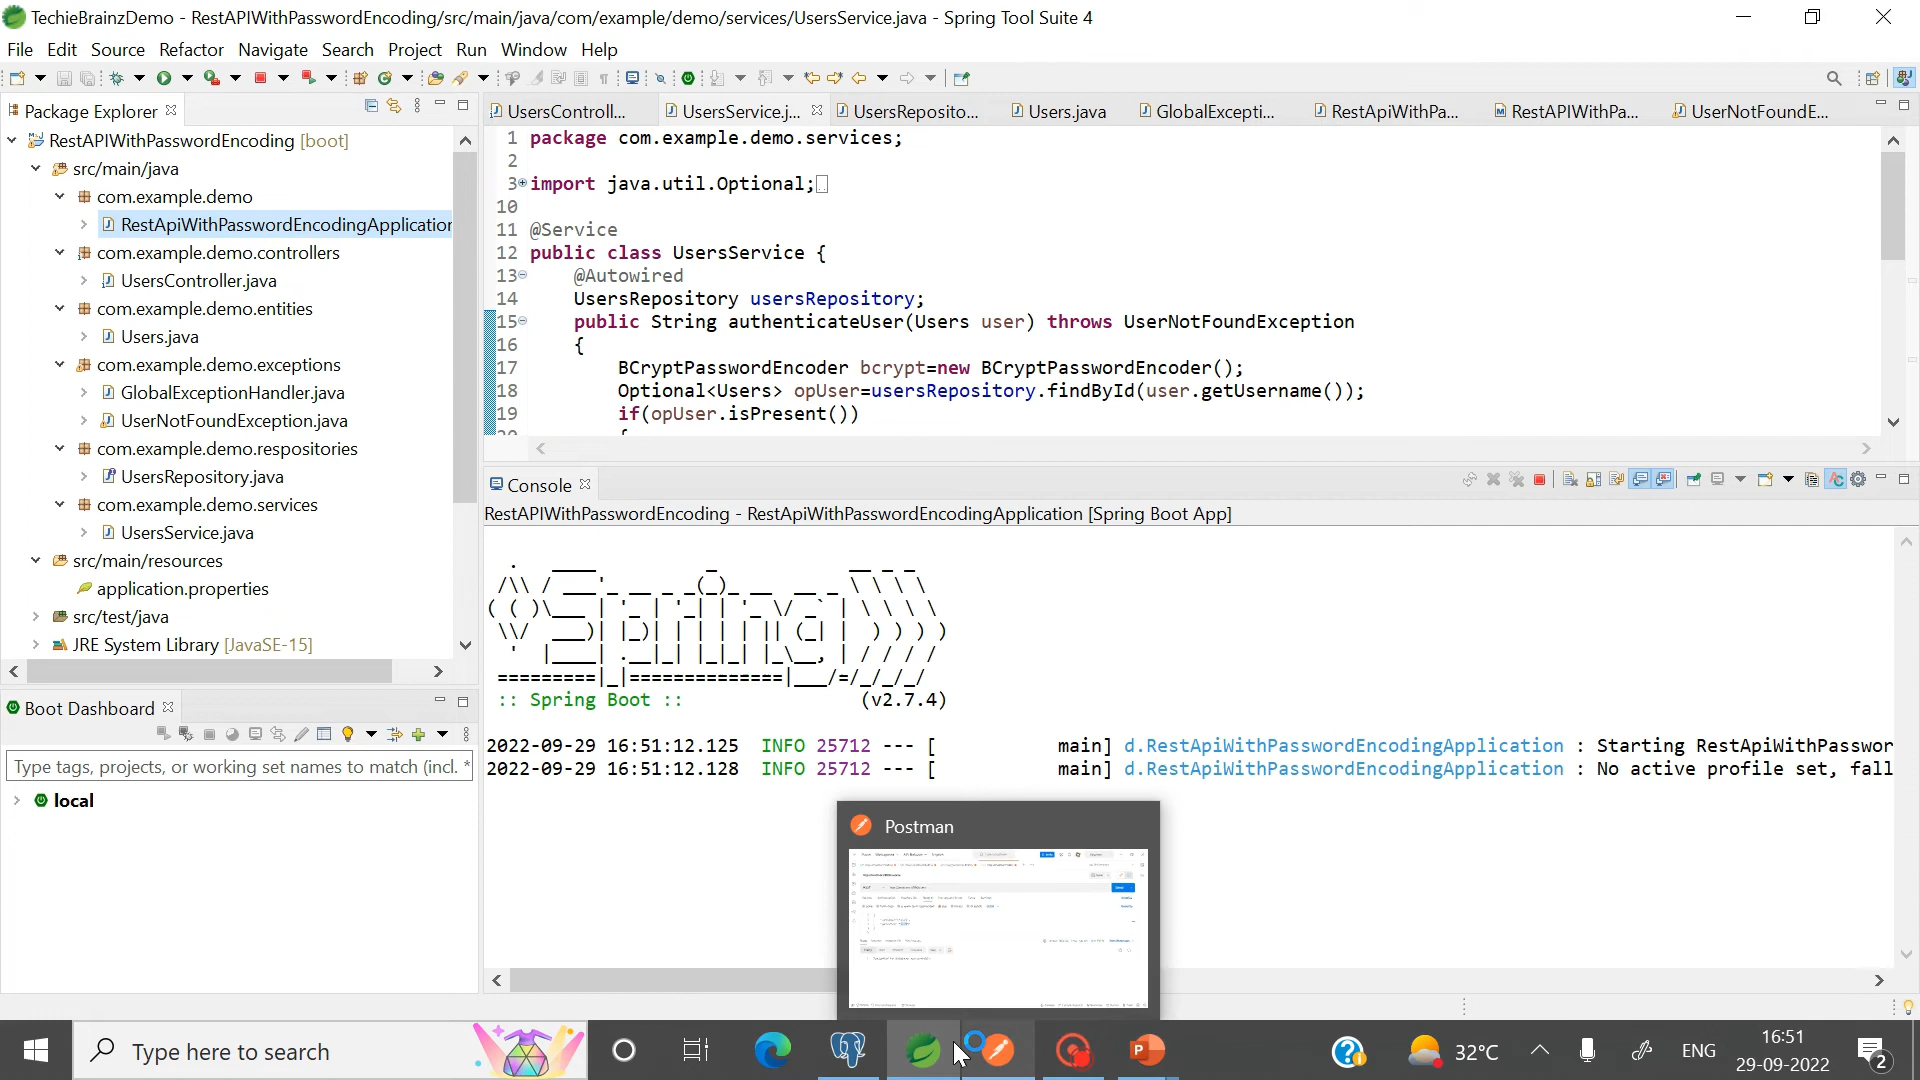 TechieBrainzDemo - RestAPIWithPasswordEncoding/src/main/java/com/example/demo/services/UsersService.java - Spring Tool Suite 4
File Edit Source Refactor Navigate Search Project Run Window Help
Package Explorer
RestAPIWithPasswordEncoding [boot]
src/main/java
com.example.demo
RestApiWithPasswordEncodingApplication
com.example.demo.controllers
UsersController.java
com.example.demo.entities
Users.java
com.example.demo.exceptions
GlobalExceptionHandler.java
UserNotFoundException.java
com.example.demo.respositories
UsersRepository.java
com.example.demo.services
UsersService.java
src/main/resources
application.properties
src/test/java
JRE System Library [JavaSE-15]
Boot Dashboard
Type tags, projects, or working set names to match (incl. *
local
UsersControll... UsersService.j... UsersReposito... Users.java GlobalExcepti... RestApiWithPa... RestAPIWithPa... UserNotFoundE...
1 package com.example.demo.services;
2
3 import java.util.Optional;
10
11 @Service
12 public class UsersService {
13 @Autowired
14 UsersRepository usersRepository;
15 public String authenticateUser(Users user) throws UserNotFoundException
16 {
17 BCryptPasswordEncoder bcrypt=new BCryptPasswordEncoder();
18 Optional<Users> opUser=usersRepository.findById(user.getUsername());
19 if(opUser.isPresent())
Console
RestAPIWithPasswordEncoding - RestApiWithPasswordEncodingApplication [Spring Boot App]
:: Spring Boot :: (v2.7.4)
2022-09-29 16:51:12.125 INFO 25712 --- [ main] d.RestApiWithPasswordEncodingApplication : Starting RestApiWithPasswor
2022-09-29 16:51:12.128 INFO 25712 --- [ main] d.RestApiWithPasswordEncodingApplication : No active profile set, fall
Postman
Type here to search
32°C
ENG
16:51
29-09-2022
2